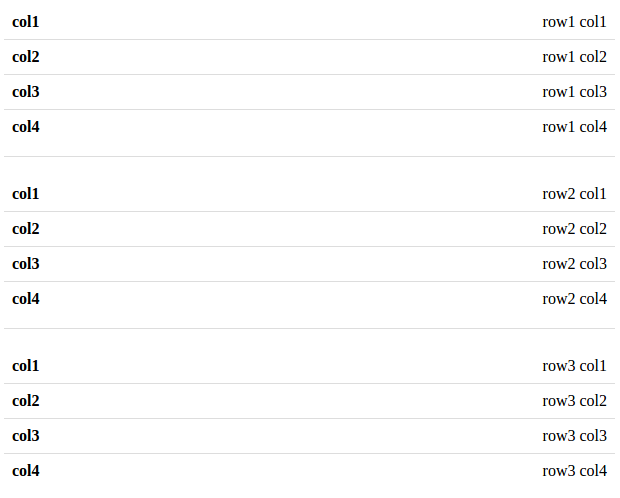 col1 row1 col1
col2 row1 col2
col3 row1 col3
col4 row1 col4
col1 row2 col1
col2 row2 col2
col3 row2 col3
col4 row2 col4
col1 row3 col1
col2 row3 col2
col3 row3 col3
col4 row3 col4